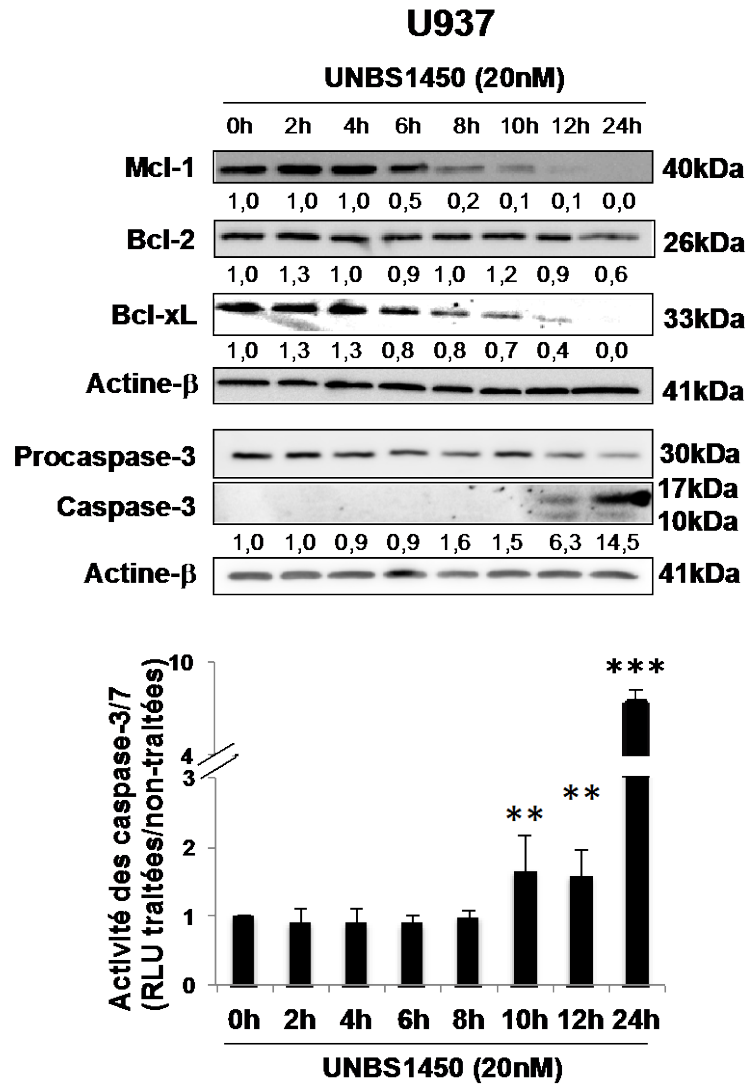 U937
UNBS1450 (20nM)
0h 2h 4h 6h 8h 10h 12h 24h
Mcl-1 40kDa
1,0 1,0 1,0 0,5 0,2 0,1 0,1 0,0
Bcl-2 26kDa
1,0 1,3 1,0 0,9 1,0 1,2 0,9 0,6
Bcl-xL 33kDa
1,0 1,3 1,3 0,8 0,8 0,7 0,4 0,0
Actine-β 41kDa
Procaspase-3 30kDa
17kDa
Caspase-3
10kDa
1,0 1,0 0,9 0,9 1,6 1,5 6,3 14,5
Actine-β 41kDa
Activité des caspase-3/7
(RLU traitées/non-traitées)
10
4
3
2
1
0
** ** ***
0h 2h 4h 6h 8h 10h 12h 24h
UNBS1450 (20nM)